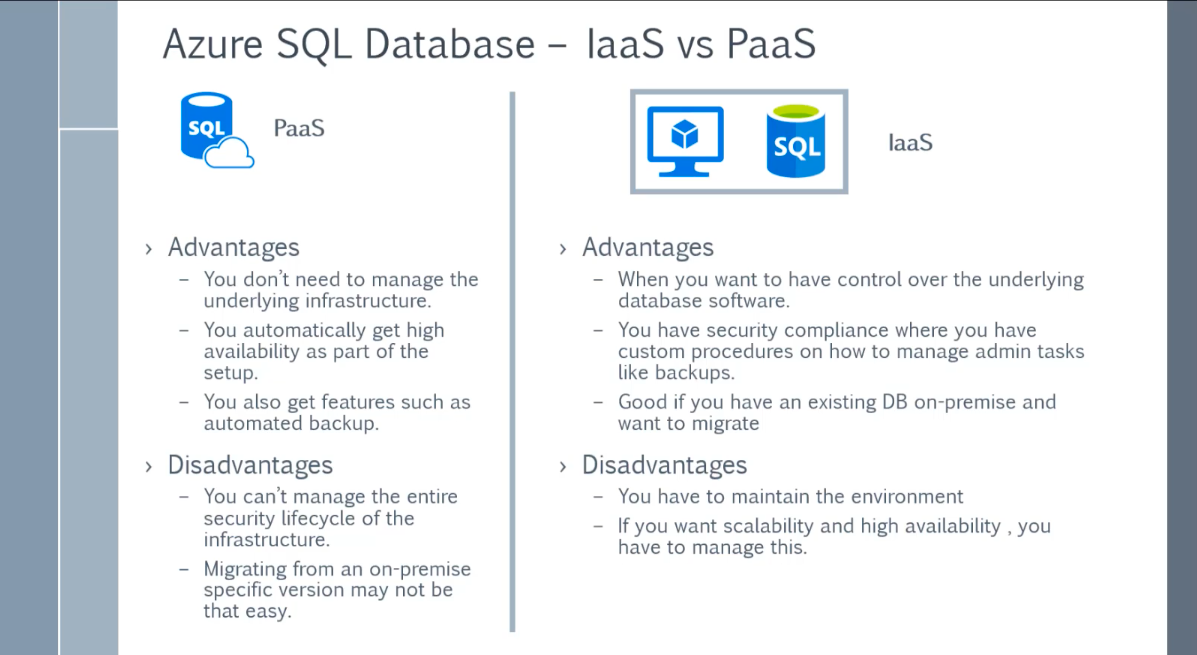 Azure SQL Database – IaaS vs PaaS
SQL
PaaS
› Advantages
– You don't need to manage the
underlying infrastructure.
– You automatically get high
availability as part of the
setup.
– You also get features such as
automated backup.
› Disadvantages
– You can't manage the entire
security lifecycle of the
infrastructure.
– Migrating from an on-premise
specific version may not be
that easy.
SQL
IaaS
› Advantages
– When you want to have control over the underlying
database software.
– You have security compliance where you have
custom procedures on how to manage admin tasks
like backups.
– Good if you have an existing DB on-premise and
want to migrate
› Disadvantages
– You have to maintain the environment
– If you want scalability and high availability , you
have to manage this.